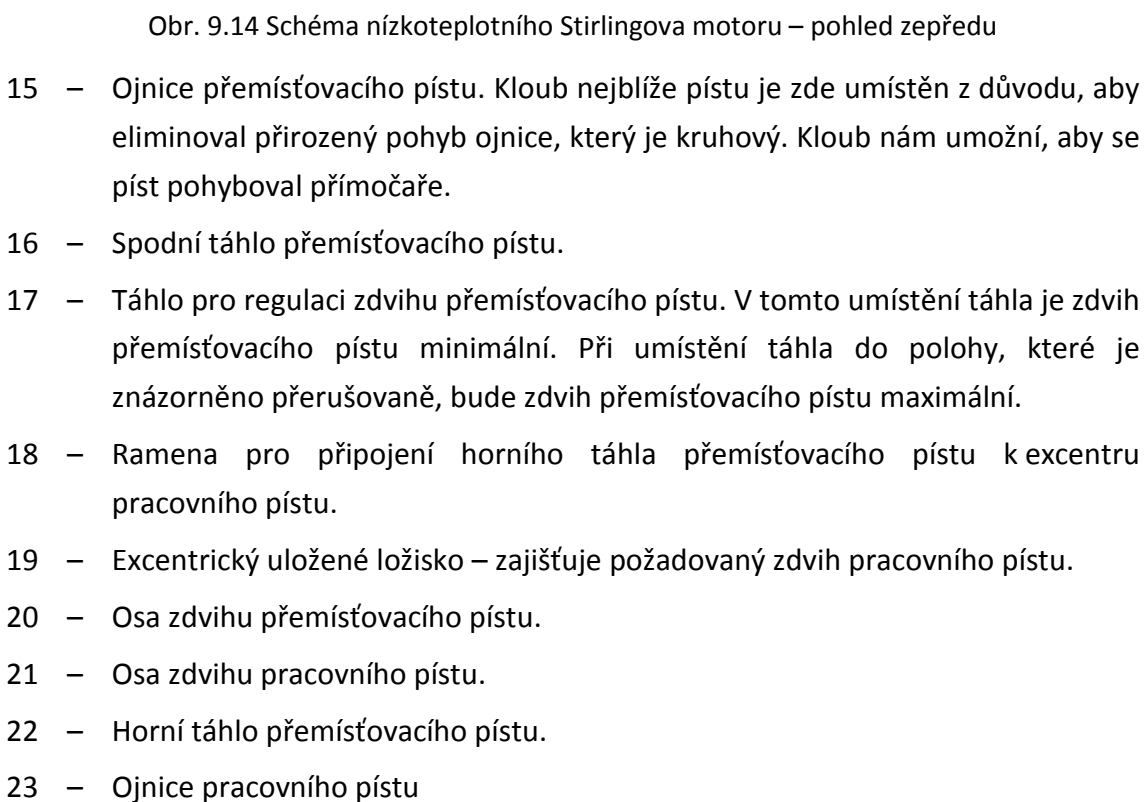 Obr. 9.14 Schéma nízkoteplotního Stirlingova motoru – pohled zepředu
15 – Ojnice přemísťovacího pístu. Kloub nejblíže pístu je zde umístěn z důvodu, aby
eliminoval přirozený pohyb ojnice, který je kruhový. Kloub nám umožní, aby se
píst pohyboval přímočaře.
16 – Spodní táhlo přemísťovacího pístu.
17 – Táhlo pro regulaci zdvihu přemísťovacího pístu. V tomto umístění táhla je zdvih
přemísťovacího pístu minimální. Při umístění táhla do polohy, které je
znázorněno přerušovaně, bude zdvih přemísťovacího pístu maximální.
18 – Ramena pro připojení horního táhla přemísťovacího pístu k excentru
pracovního pístu.
19 – Excentrický uložené ložisko – zajišťuje požadovaný zdvih pracovního pístu.
20 – Osa zdvihu přemísťovacího pístu.
21 – Osa zdvihu pracovního pístu.
22 – Horní táhlo přemísťovacího pístu.
23 – Ojnice pracovního pístu